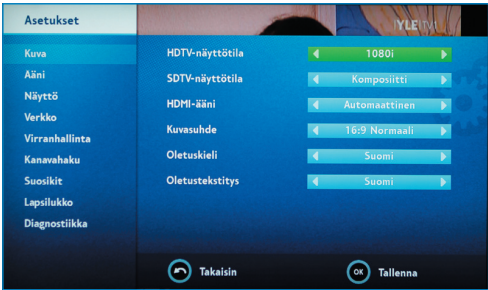 Asetukset
YLE tv1
Kuva
Ääni
Näyttö
Verkko
Virranhallinta
Kanavahaku
Suosikit
Lapsilukko
Diagnostiikka
HDTV-näyttötila 1080i
SDTV-näyttötila Komposiitti
HDMI-ääni Automaattinen
Kuvasuhde 16:9 Normaali
Oletuskieli Suomi
Oletustekstitys Suomi
Takaisin
OK Tallenna